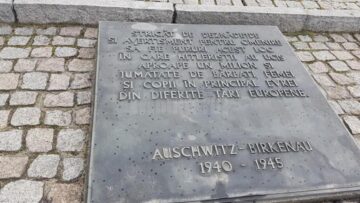 STRIGĂT DE DEZNĂDEJDE
ȘI AVERTISMENT PENTRU OMENIRE
SĂ FIE PURUREA ACEST LOC
ÎN CARE HITLERIȘTII AU UCIS
APROAPE UN MILION ȘI
JUMĂTATE DE BĂRBAȚI, FEMEI
ȘI COPII ÎN PRINCIPAL EVREI
DIN DIFERITE ȚĂRI EUROPENE.
AUSCHWITZ-BIRKENAU
1940 - 1945